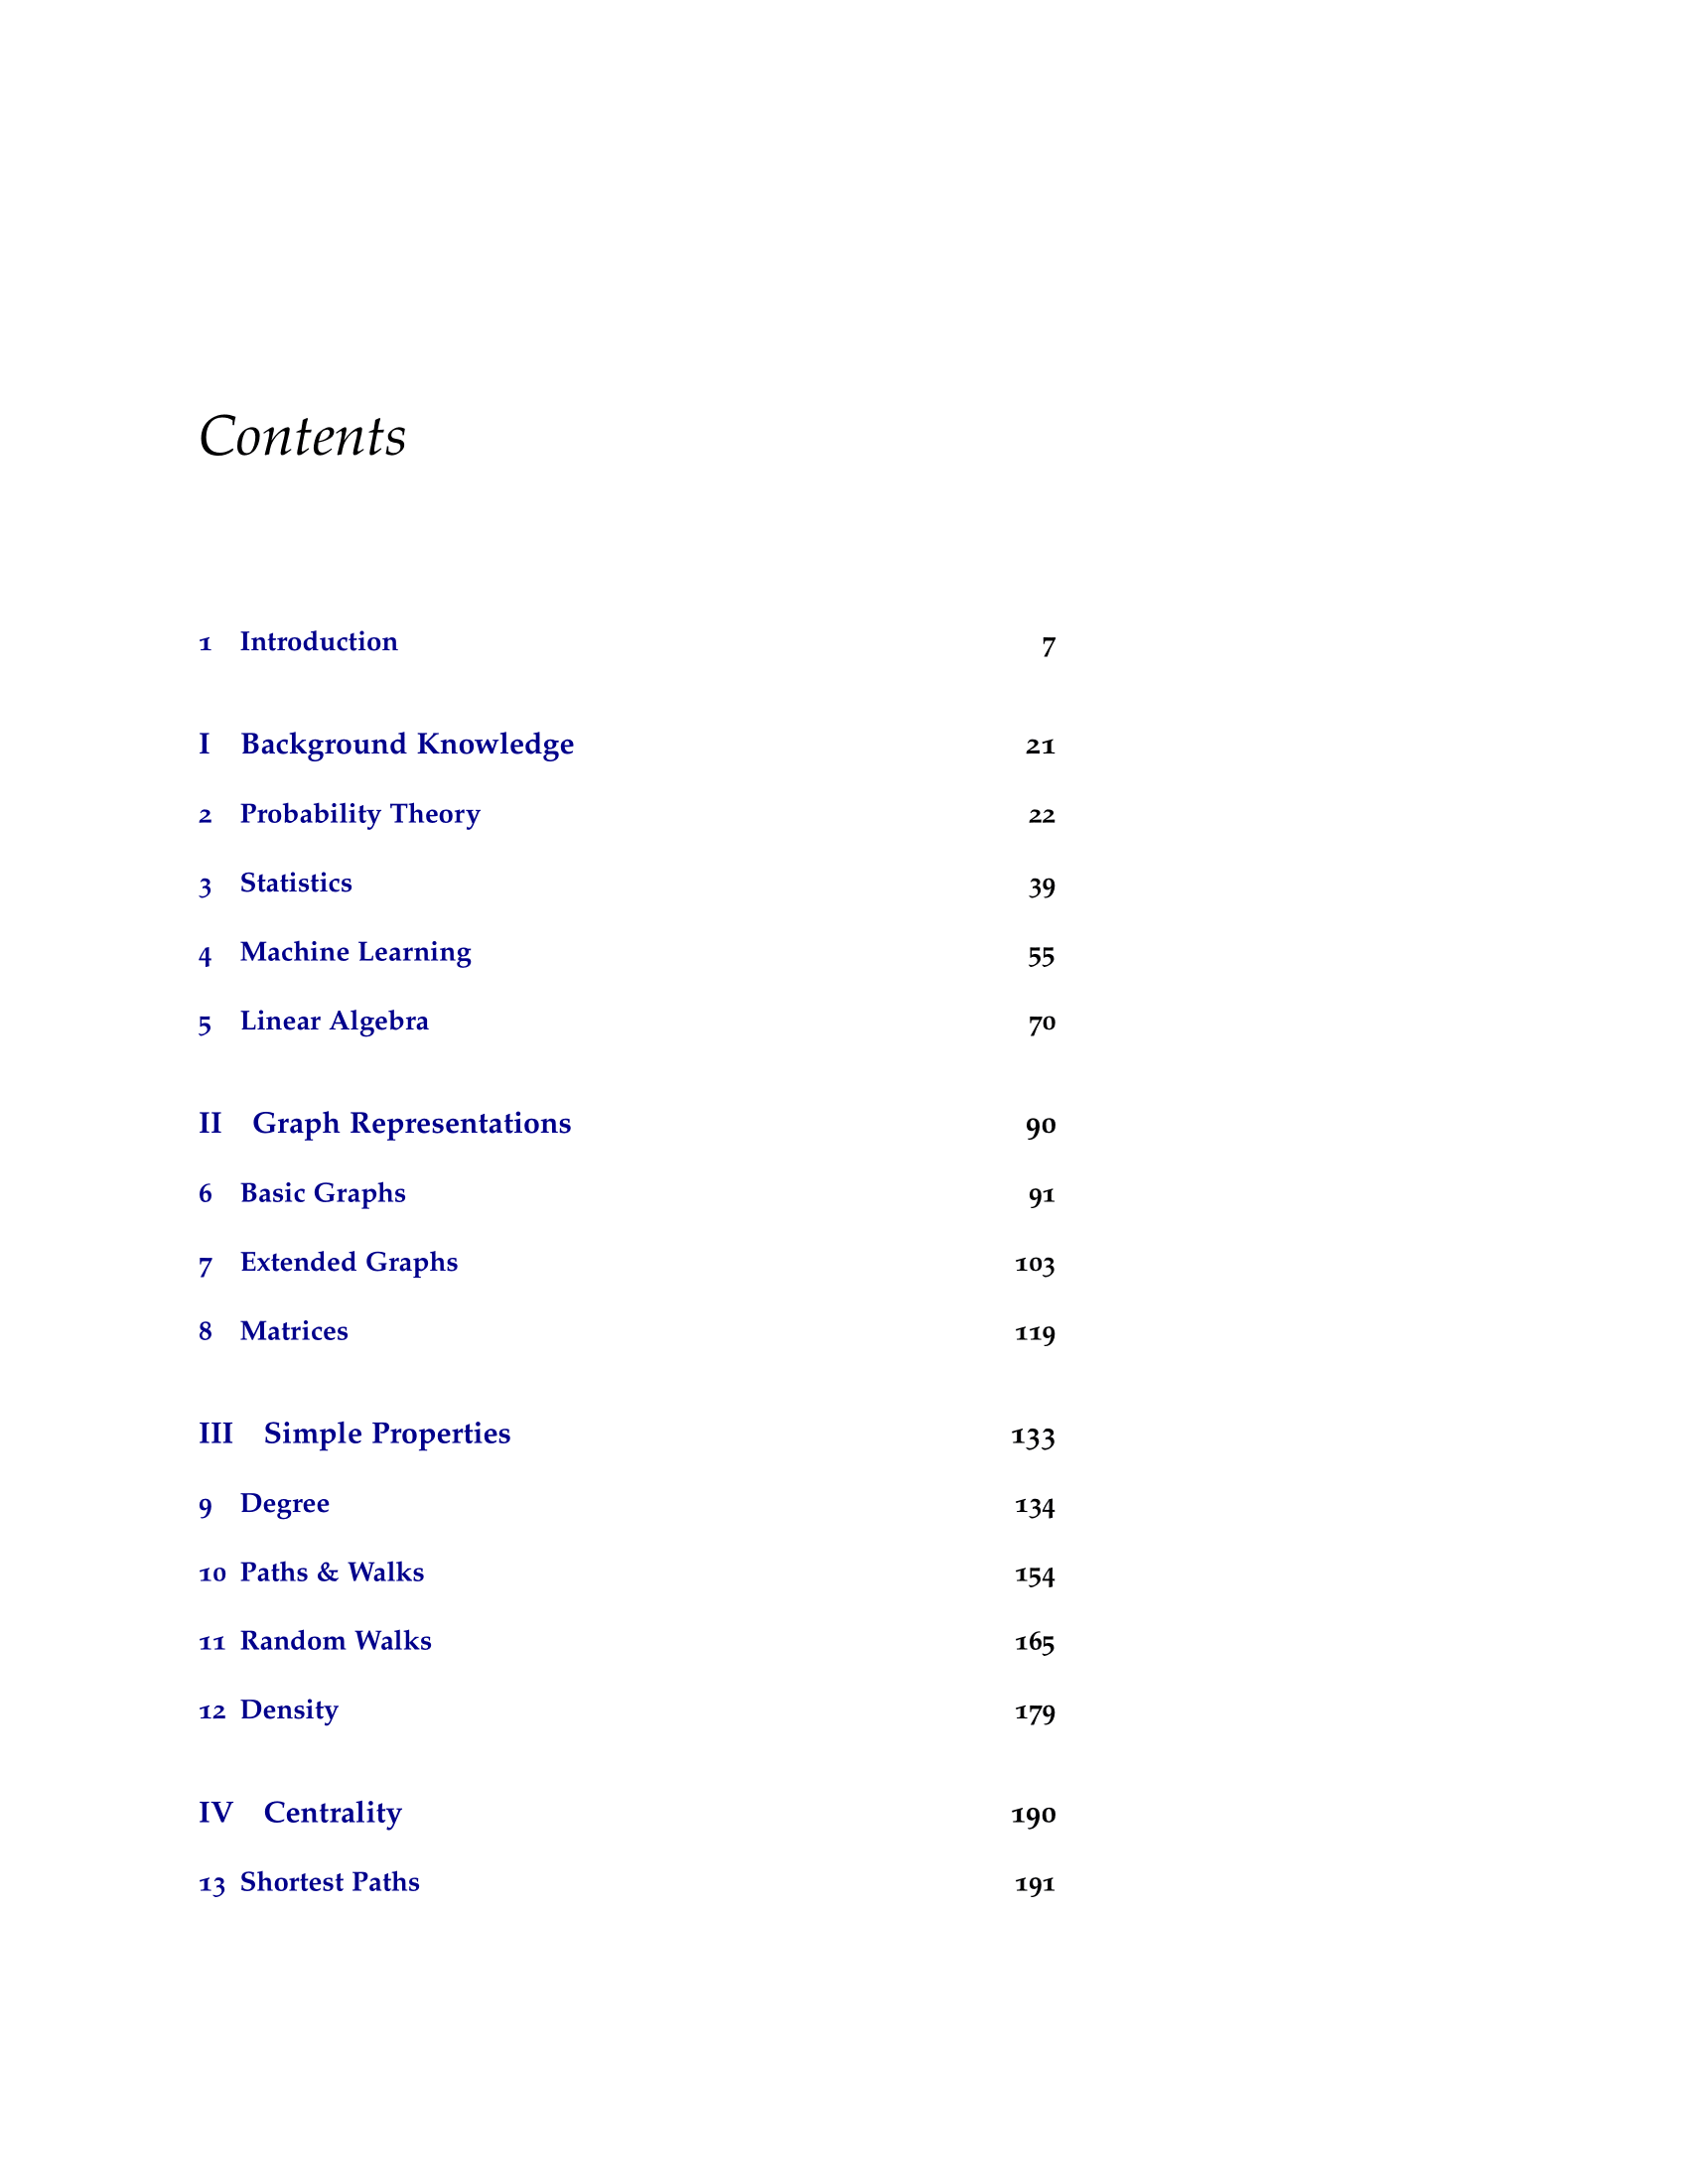 Contents
1 Introduction 7
I Background Knowledge 21
2 Probability Theory 22
3 Statistics 39
4 Machine Learning 55
5 Linear Algebra 70
II Graph Representations 90
6 Basic Graphs 91
7 Extended Graphs 103
8 Matrices 119
III Simple Properties 133
9 Degree 134
10 Paths & Walks 154
11 Random Walks 165
12 Density 179
IV Centrality 190
13 Shortest Paths 191